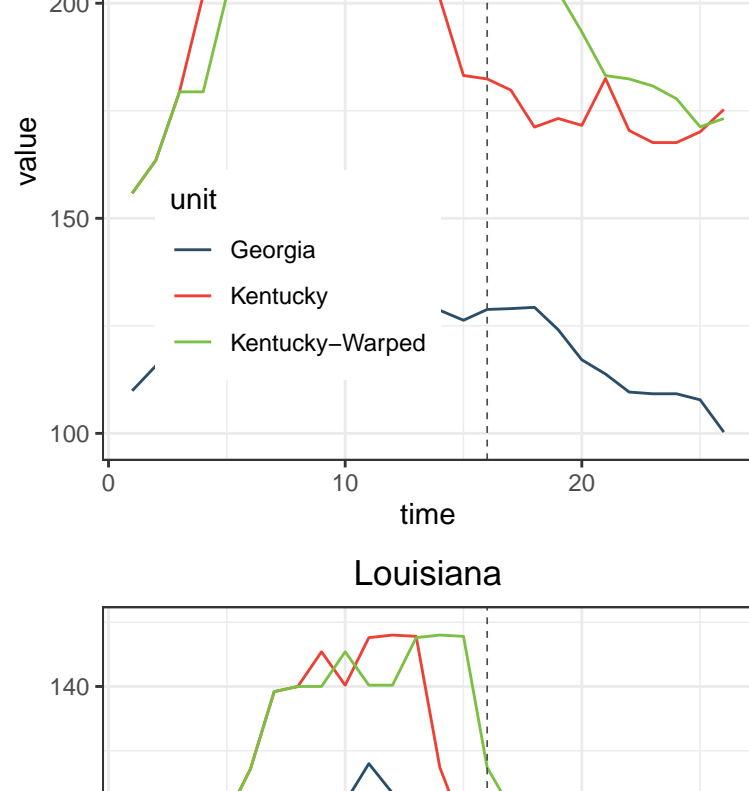 200
value
unit
150
Georgia
Kentucky
Kentucky−Warped
100
0 10 20
time
Louisiana
140